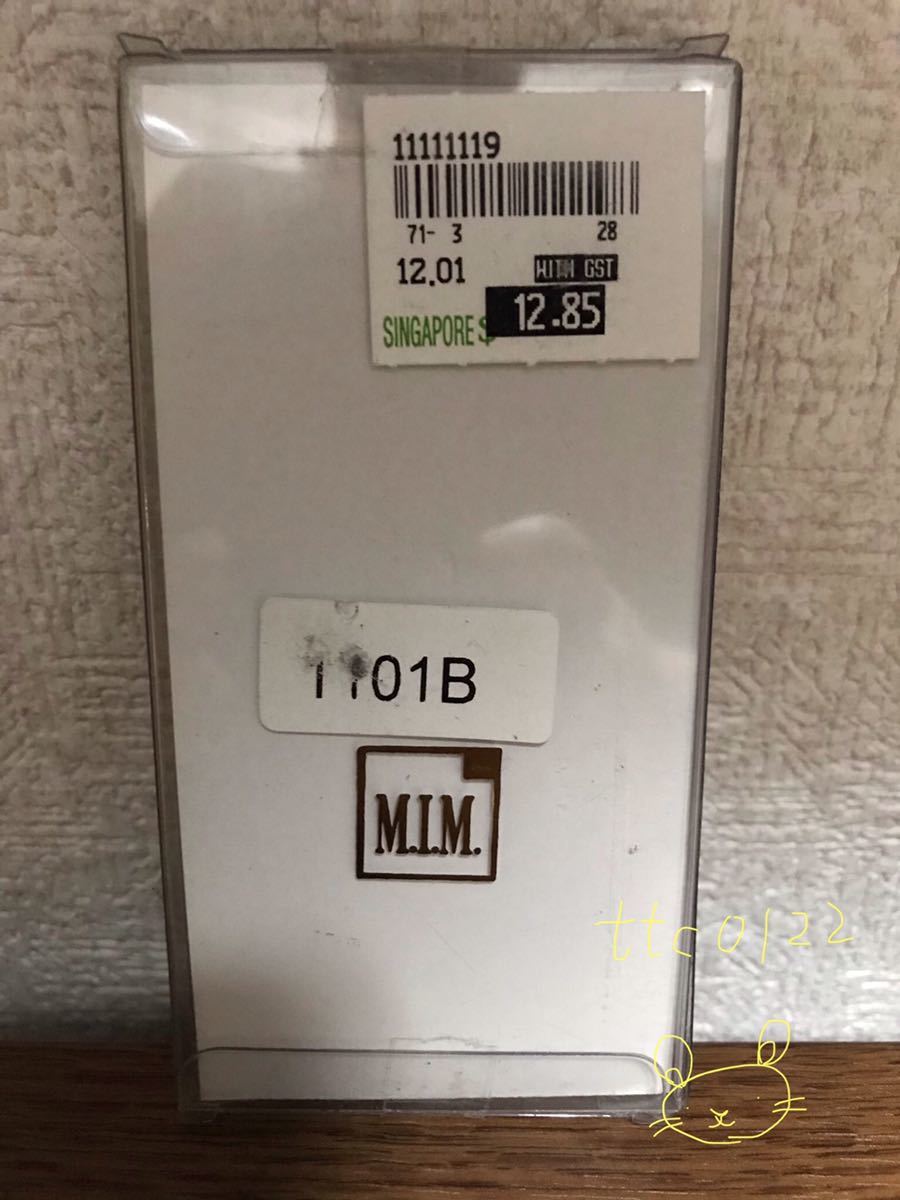 11111119
71- 3 28
12.01 WITH GST
SINGAPORE $ 12.85
1101B
M.I.M.
ttc0122